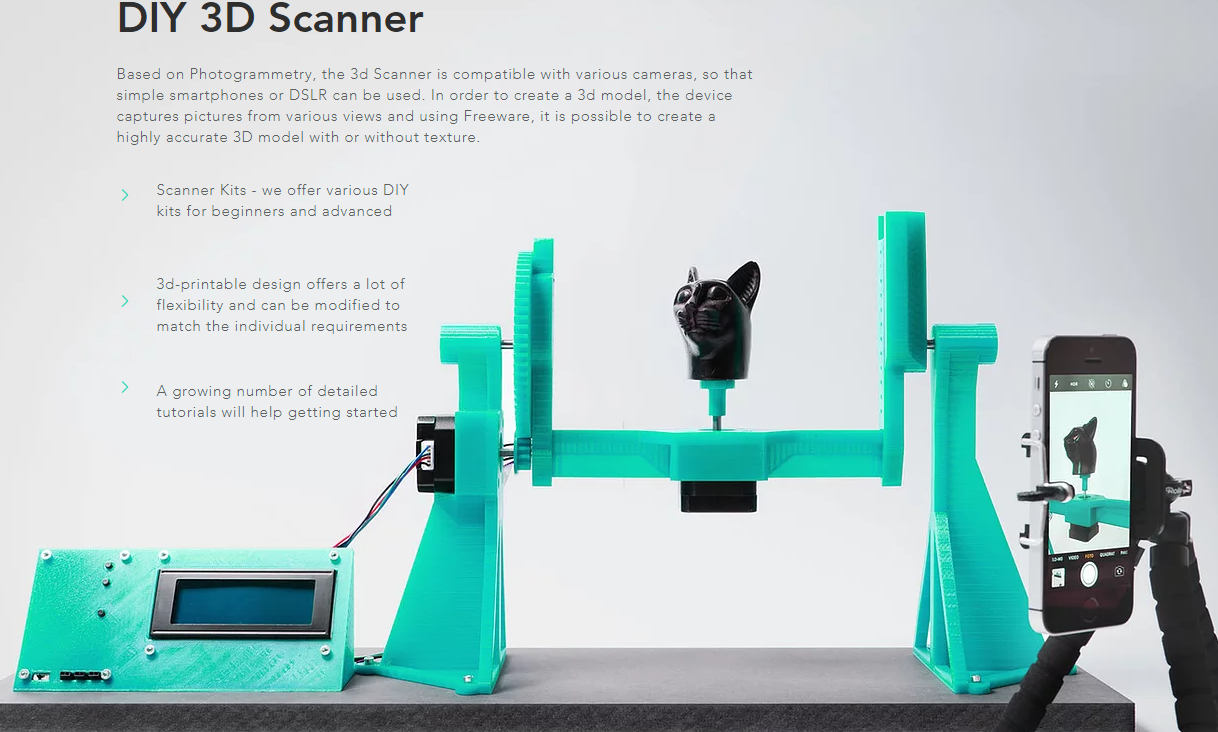 DIY 3D Scanner
Based on Photogrammetry, the 3d Scanner is compatible with various cameras, so that
simple smartphones or DSLR can be used. In order to create a 3d model, the device
captures pictures from various views and using Freeware, it is possible to create a
highly accurate 3D model with or without texture.
Scanner Kits - we offer various DIY
kits for beginners and advanced
3d-printable design offers a lot of
flexibility and can be modified to
match the individual requirements
A growing number of detailed
tutorials will help getting started
HDR
VIDEO FOTO QUADRAT